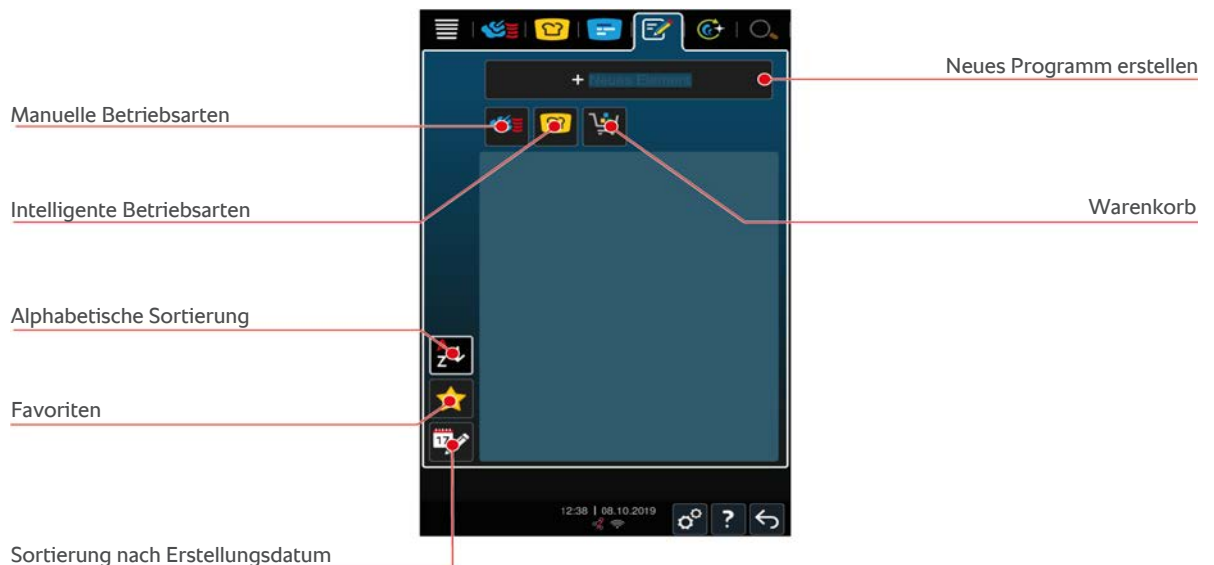 Neues Programm erstellen
+ Neues Element
Manuelle Betriebsarten
Intelligente Betriebsarten
Warenkorb
Alphabetische Sortierung
A
Z
Favoriten
17
12:38 | 08.10.2019
?
Sortierung nach Erstellungsdatum